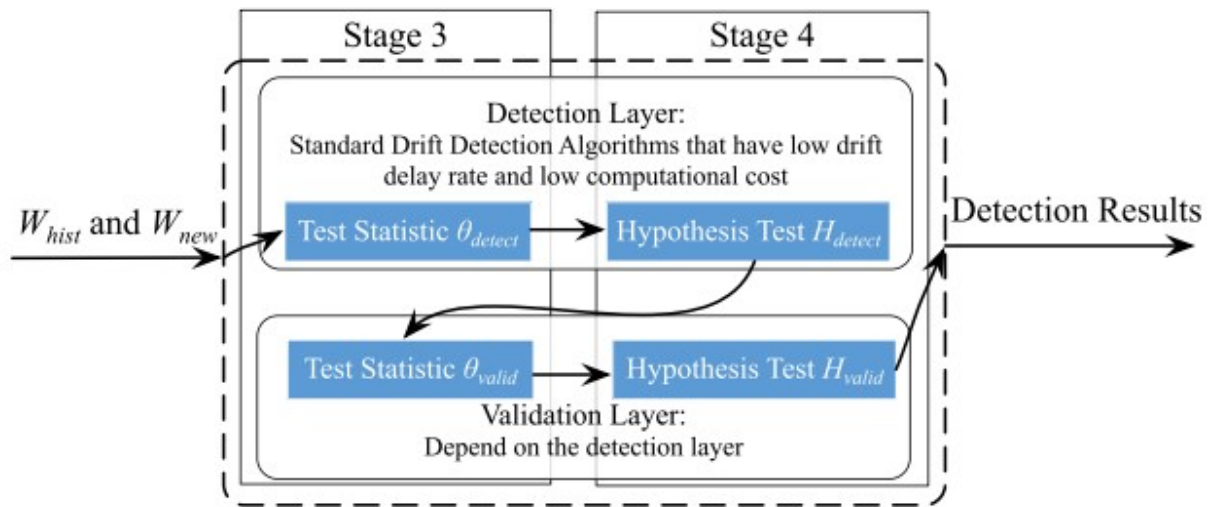 Stage 3
Stage 4
Detection Layer:
Standard Drift Detection Algorithms that have low drift
delay rate and low computational cost
W_hist and W_new
Test Statistic θ_detect
Hypothesis Test H_detect
Detection Results
Test Statistic θ_valid
Hypothesis Test H_valid
Validation Layer:
Depend on the detection layer